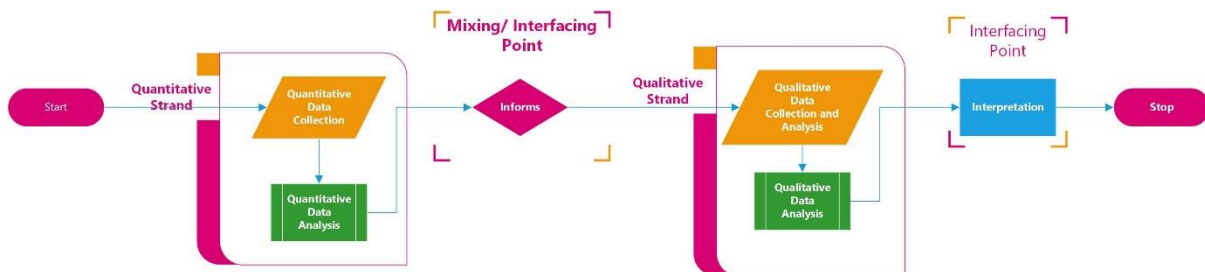 Start
Quantitative
Strand
Quantitative
Data
Collection
Quantitative
Data
Analysis
Mixing/ Interfacing
Point
Informs
Qualitative
Strand
Qualitative
Data
Collection and
Analysis
Qualitative
Data
Analysis
Interfacing
Point
Interpretation
Stop